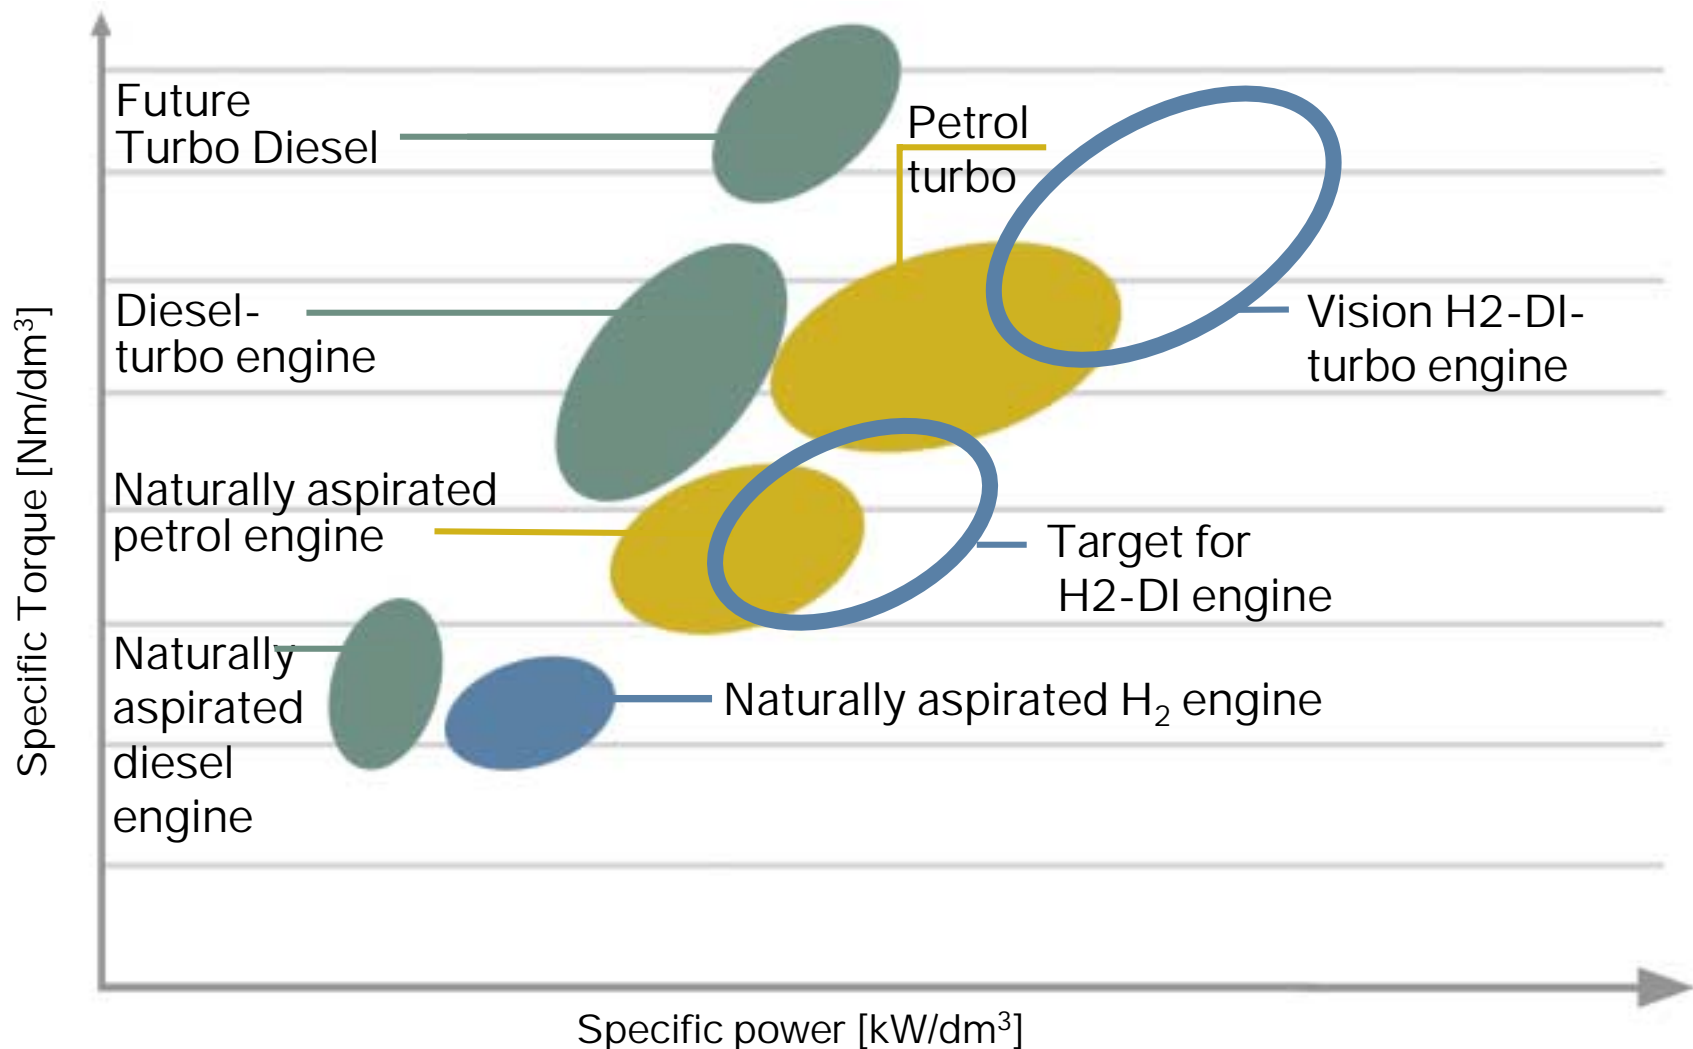 Future
Turbo Diesel
Petrol
turbo
Diesel-
turbo engine
Vision H2-DI-
turbo engine
Naturally aspirated
petrol engine
Target for
H2-DI engine
Naturally
aspirated
diesel
engine
Naturally aspirated H₂ engine
Specific Torque [Nm/dm³]
Specific power [kW/dm³]